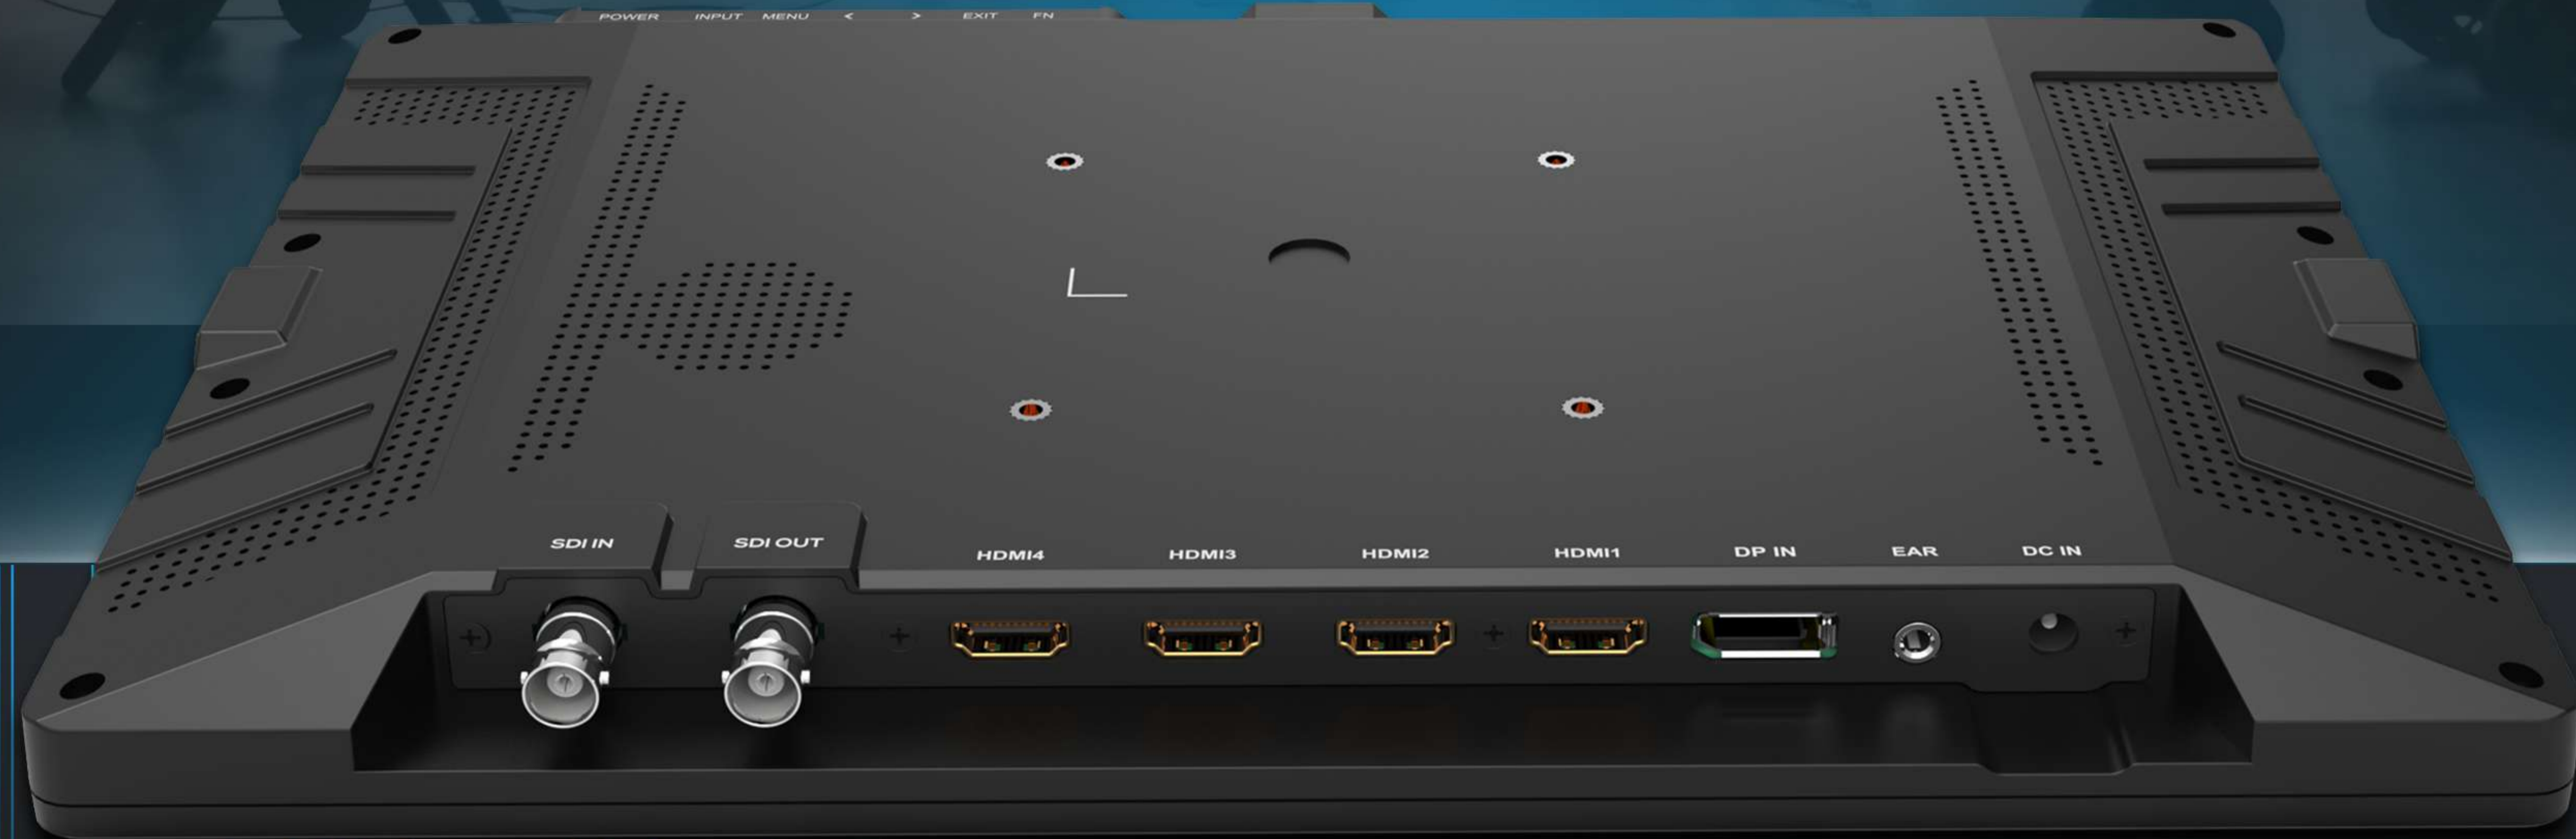 POWER INPUT MENU < > EXIT FN
SDI IN SDI OUT HDMI4 HDMI3 HDMI2 HDMI1 DP IN EAR DC IN